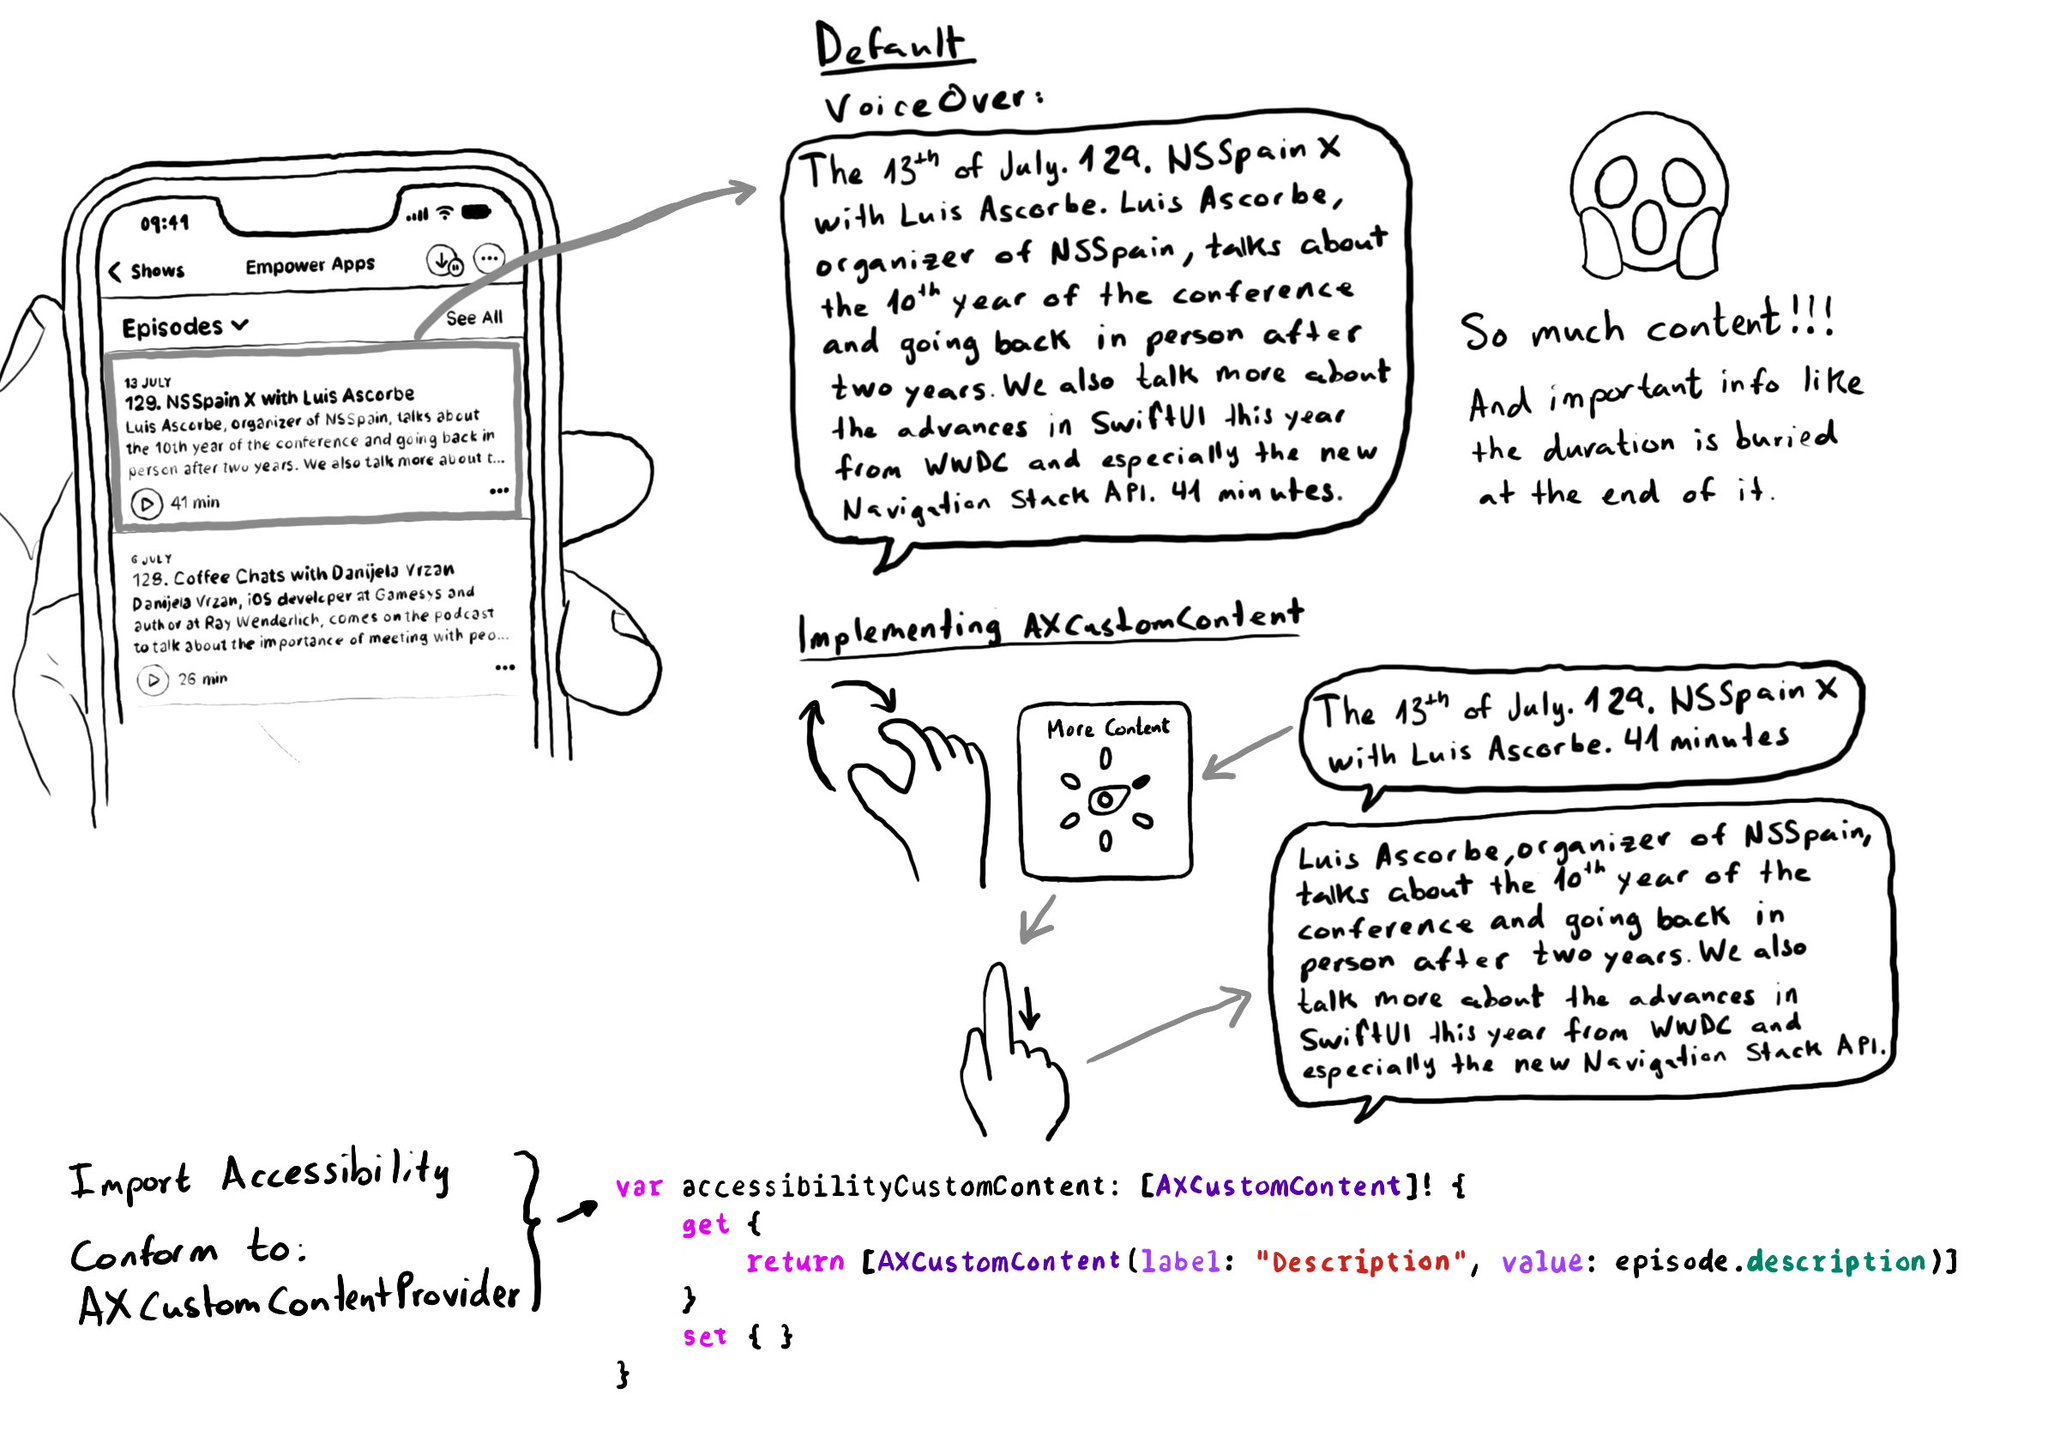 Default
VoiceOver:
The 13th of July. 129. NSSpain X
with Luis Ascorbe. Luis Ascorbe,
organizer of NSSpain, talks about
the 10th year of the conference
and going back in person after
two years. We also talk more about
the advances in SwiftUI this year
from WWDC and especially the new
Navigation Stack API. 41 minutes.
So much content!!!
And important info like
the duration is buried
at the end of it.
09:41
Shows
Empower Apps
Episodes
See All
13 JULY
129. NSSpain X with Luis Ascorbe
Luis Ascorbe, organizer of NSSpain, talks about
the 10th year of the conference and going back in
person after two years. We also talk more about t...
41 min
6 JULY
128. Coffee Chats with Danijela Vrzan
Danijela Vrzan, iOS developer at Gamesys and
author at Ray Wenderlich, comes on the podcast
to talk about the importance of meeting with peo...
26 min
Implementing AXCustomContent
More Content
The 13th of July. 129. NSSpain X
with Luis Ascorbe. 41 minutes
Luis Ascorbe, organizer of NSSpain,
talks about the 10th year of the
conference and going back in
person after two years. We also
talk more about the advances in
SwiftUI this year from WWDC and
especially the new Navigation Stack API.
Import Accessibility
Conform to:
AXCustomContentProvider
var accessibilityCustomContent: [AXCustomContent]! {
get {
return [AXCustomContent(label: "Description", value: episode.description)]
}
set { }
}